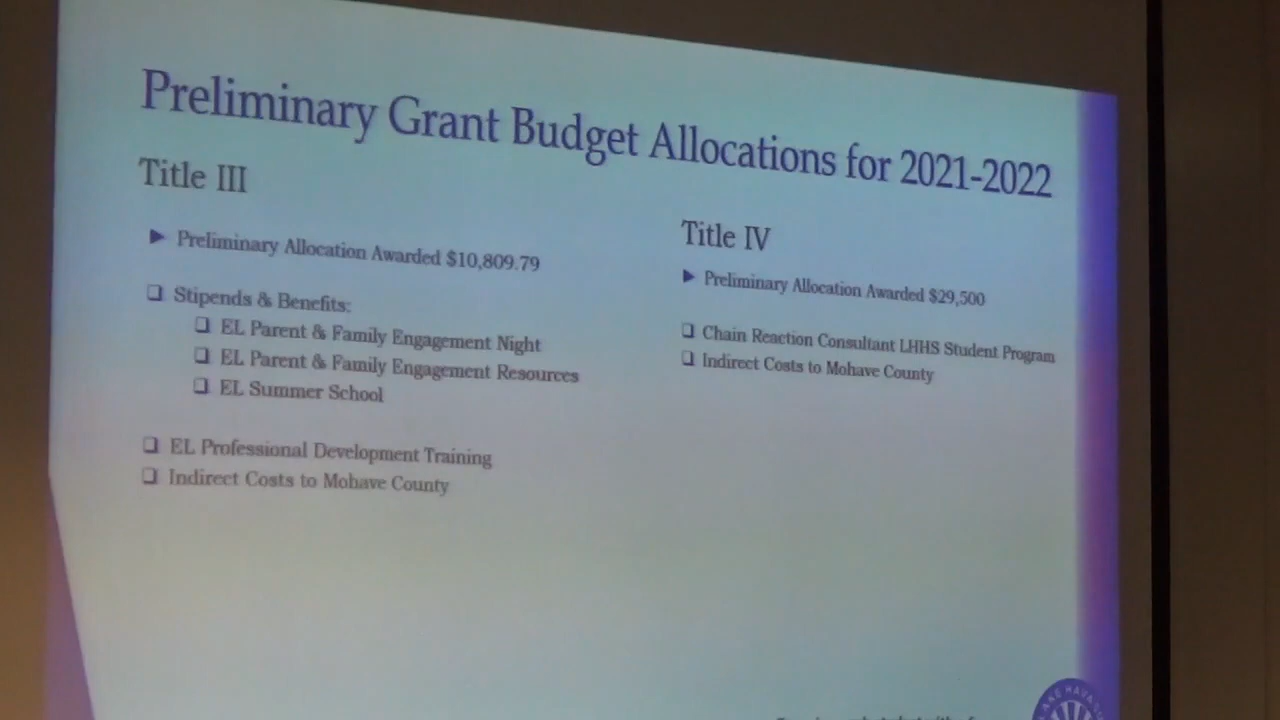 Preliminary Grant Budget Allocations for 2021-2022
Title III
Preliminary Allocation Awarded $10,809.79
Stipends & Benefits:
EL Parent & Family Engagement Night
EL Parent & Family Engagement Resources
EL Summer School
EL Professional Development Training
Indirect Costs to Mohave County
Title IV
Preliminary Allocation Awarded $29,500
Chain Reaction Consultant LHHS Student Program
Indirect Costs to Mohave County